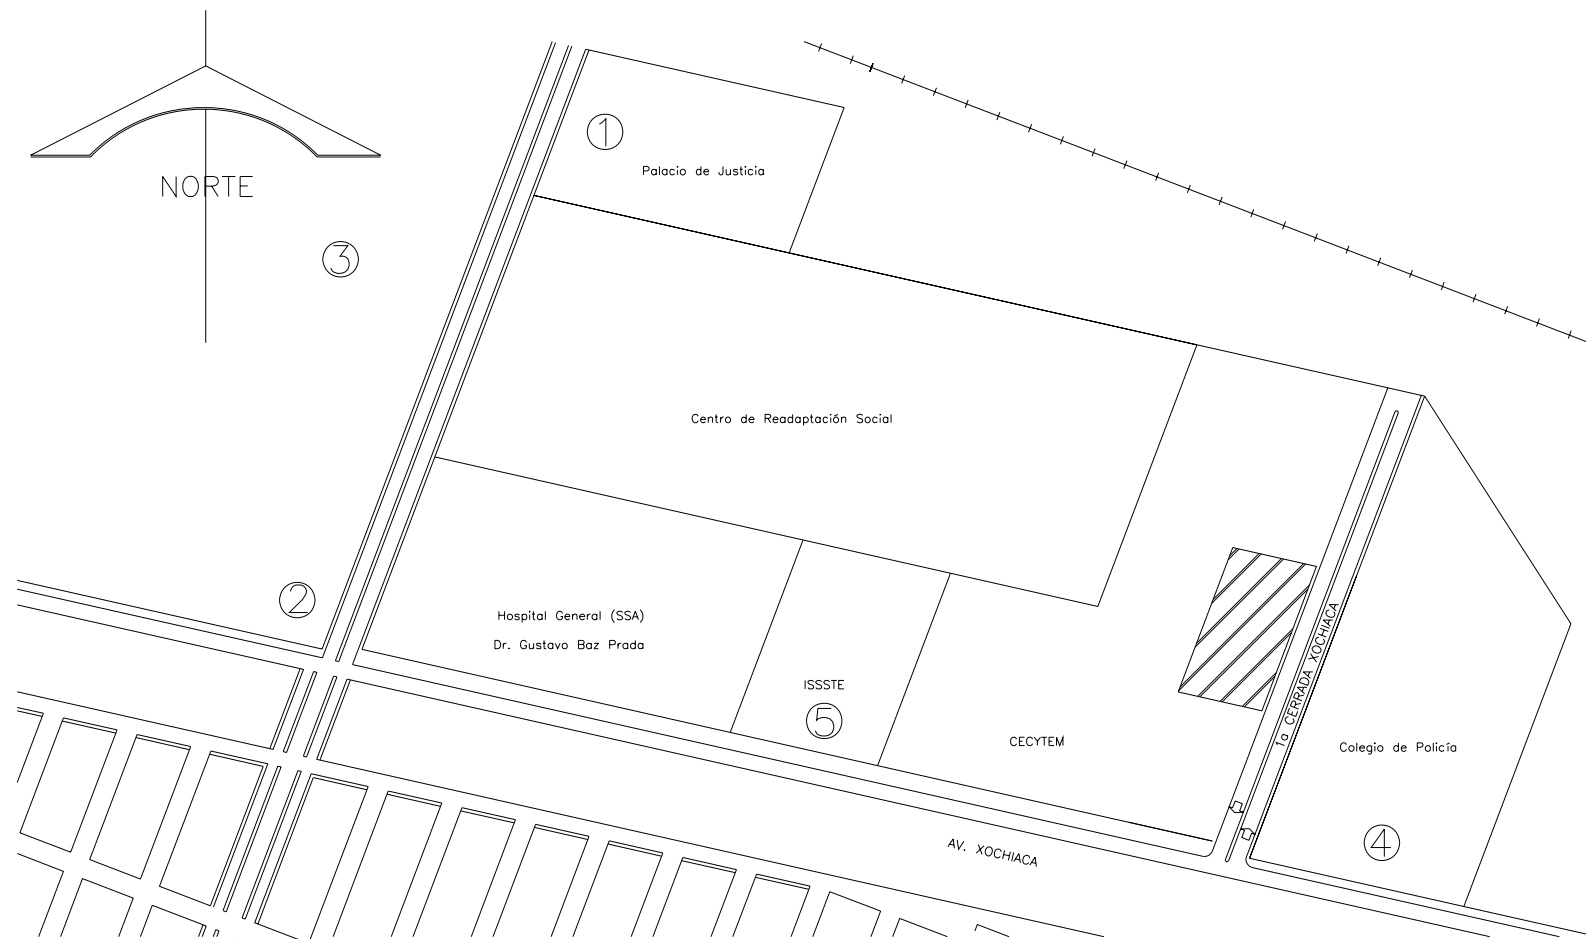 1
Palacio de Justicia
NORTE
3
Centro de Readaptación Social
2
Hospital General (SSA)
Dr. Gustavo Baz Prada
ISSSTE
5
CECYTEM
1a CERRADA XOCHIACA
Colegio de Policía
4
AV. XOCHIACA